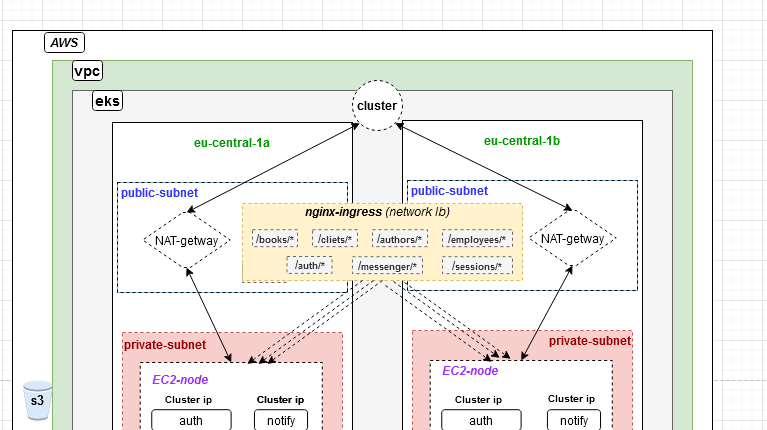 AWS
vpc
eks
cluster
eu-central-1a
eu-central-1b
public-subnet
public-subnet
nginx-ingress (network lb)
NAT-getway
/books/*
/cliets/*
/authors/*
/employees/*
NAT-getway
/auth/*
/messenger/*
/sessions/*
private-subnet
private-subnet
EC2-node
EC2-node
s3
Cluster ip
Cluster ip
Cluster ip
Cluster ip
auth
notify
auth
notify